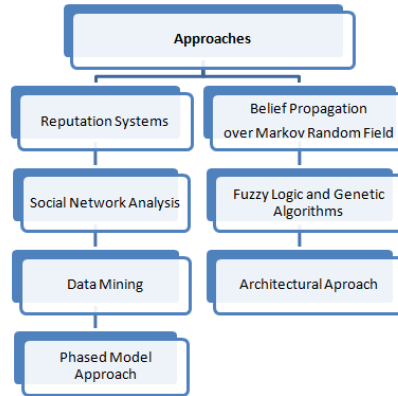 Approaches
Reputation Systems
Belief Propagation
over Markov Random Field
Social Network Analysis
Fuzzy Logic and Genetic
Algorithms
Data Mining
Architectural Aproach
Phased Model
Approach